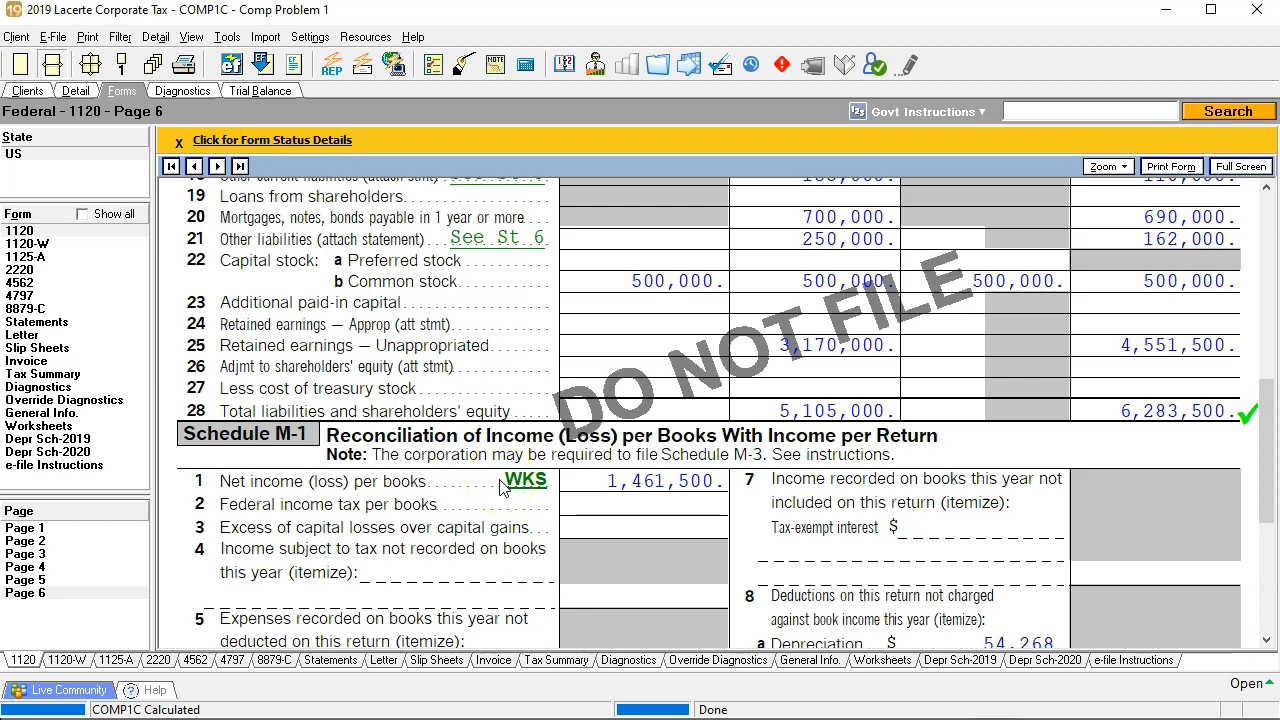 2019 Lacerte Corporate Tax - COMP1C - Comp Problem 1
Client E-File Print Filter Detail View Tools Import Settings Resources Help
Clients Detail Forms Diagnostics Trial Balance
Federal - 1120 - Page 6 Govt Instructions Search
State
US
x Click for Form Status Details
Zoom Print Form Full Screen
Form Show all
1120
1120-W
1125-A
2220
4562
4797
8879-C
Statements
Letter
Slip Sheets
Invoice
Tax Summary
Diagnostics
Override Diagnostics
General Info.
Worksheets
Depr Sch-2019
Depr Sch-2020
e-file Instructions
Page
Page 1
Page 2
Page 3
Page 4
Page 5
Page 6
19 Loans from shareholders
20 Mortgages, notes, bonds payable in 1 year or more 700,000. 690,000.
21 Other liabilities (attach statement) See St 6 250,000. 162,000.
22 Capital stock: a Preferred stock
b Common stock 500,000. 500,000. 500,000. 500,000.
23 Additional paid-in capital
24 Retained earnings — Approp (att stmt)
25 Retained earnings — Unappropriated 3,170,000. 4,551,500.
26 Adjmt to shareholders' equity (att stmt)
27 Less cost of treasury stock
28 Total liabilities and shareholders' equity 5,105,000. 6,283,500.
DO NOT FILE
Schedule M-1 Reconciliation of Income (Loss) per Books With Income per Return
Note: The corporation may be required to file Schedule M-3. See instructions.
1 Net income (loss) per books WKS 1,461,500.
2 Federal income tax per books
3 Excess of capital losses over capital gains
4 Income subject to tax not recorded on books
this year (itemize):
5 Expenses recorded on books this year not
deducted on this return (itemize):
7 Income recorded on books this year not
included on this return (itemize):
Tax-exempt interest $
8 Deductions on this return not charged
against book income this year (itemize):
a Depreciation $ 54,268
1120 1120-W 1125-A 2220 4562 4797 8879-C Statements Letter Slip Sheets Invoice Tax Summary Diagnostics Override Diagnostics General Info. Worksheets Depr Sch-2019 Depr Sch-2020 e-file Instructions
Live Community Help Open
COMP1C Calculated Done